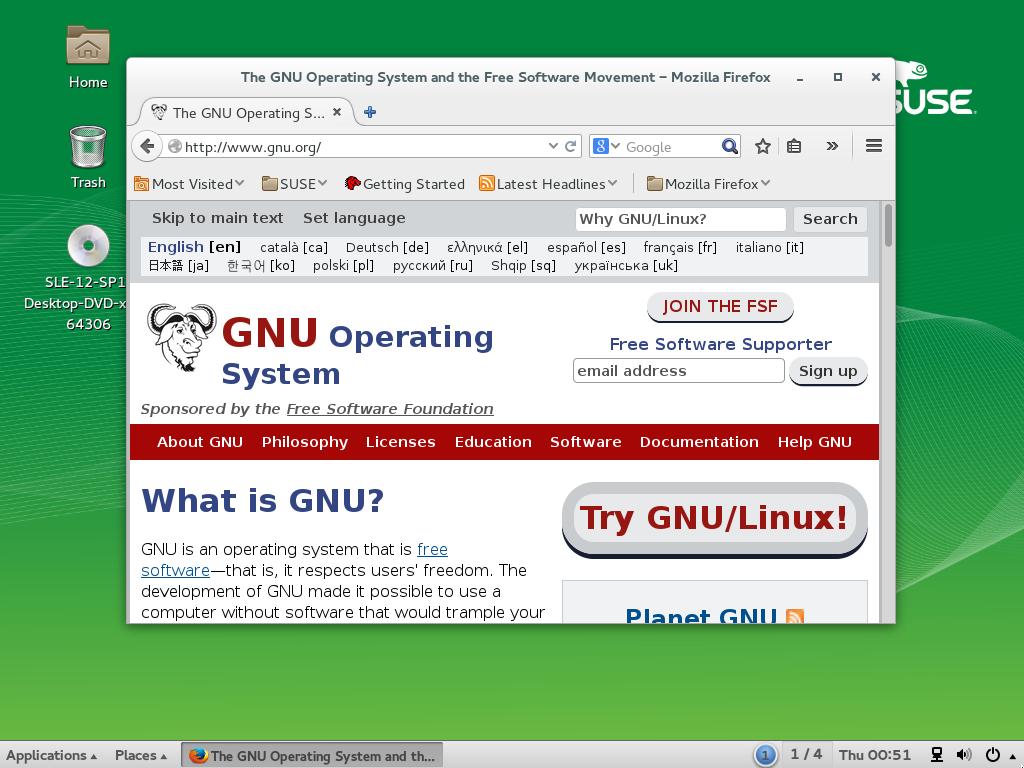 Home
Trash
SLE-12-SP1
Desktop-DVD-x
64306
SUSE
The GNU Operating System and the Free Software Movement – Mozilla Firefox
The GNU Operating S...
http://www.gnu.org/
8 Google
Most Visited SUSE Getting Started Latest Headlines Mozilla Firefox
Skip to main text Set language Why GNU/Linux? Search
English [en] català [ca] Deutsch [de] ελληνικά [el] español [es] français [fr] italiano [it]
日本語 [ja] 한국어 [ko] polski [pl] русский [ru] Shqip [sq] українська [uk]
JOIN THE FSF
GNU Operating
System
Free Software Supporter
email address Sign up
Sponsored by the Free Software Foundation
About GNU Philosophy Licenses Education Software Documentation Help GNU
What is GNU?
GNU is an operating system that is free
software—that is, it respects users' freedom. The
development of GNU made it possible to use a
computer without software that would trample your
Try GNU/Linux!
Planet GNU
Applications Places The GNU Operating System and th... 1 1 / 4 Thu 00:51